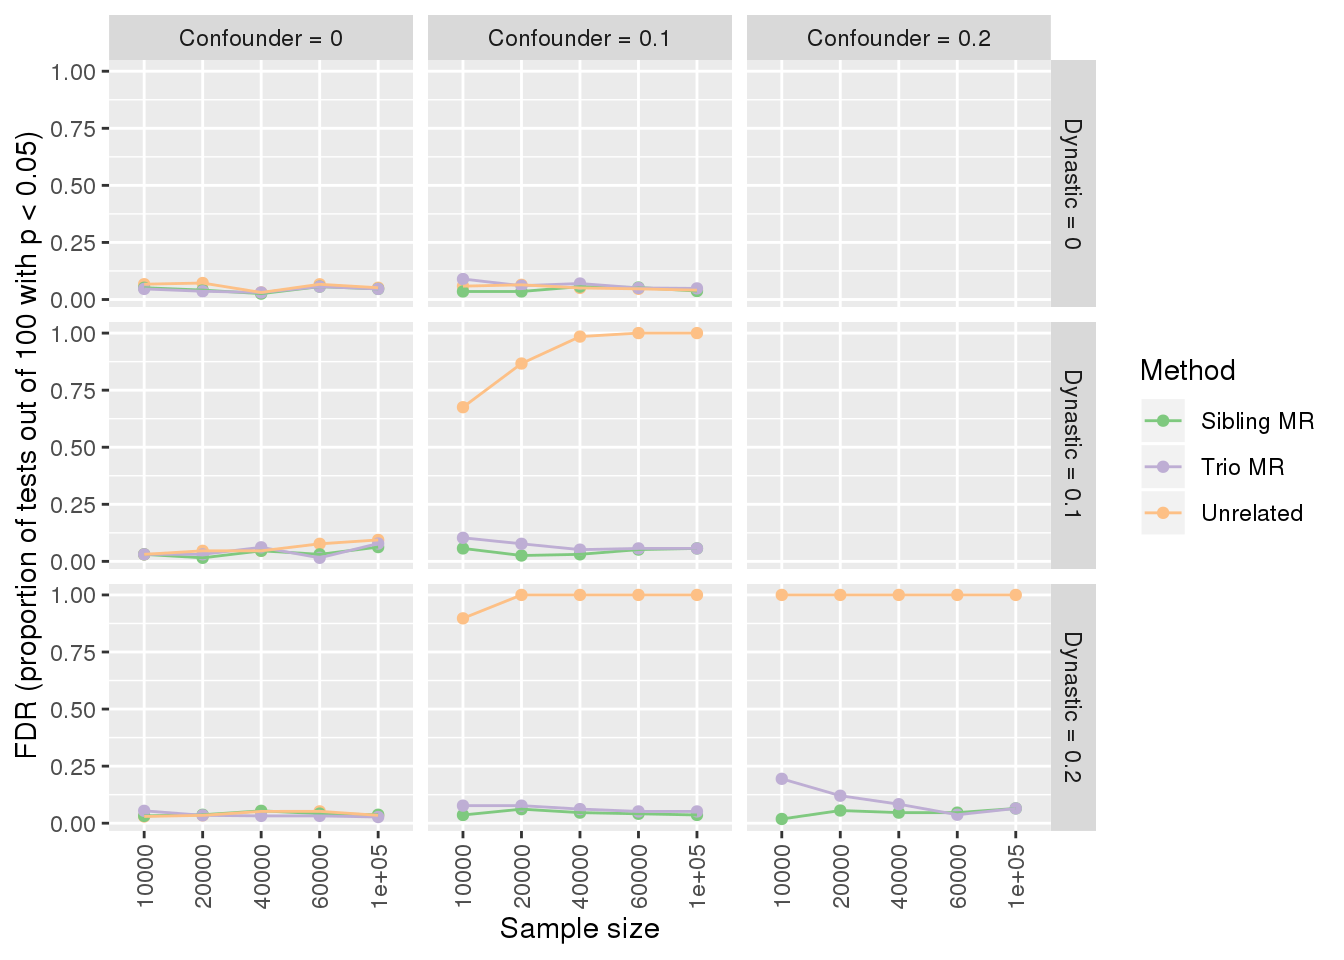 Confounder = 0
Confounder = 0.1
Confounder = 0.2
FDR (proportion of tests out of 100 with p < 0.05)
1.00
0.75
0.50
0.25
0.00
Dynastic = 0
1.00
0.75
0.50
0.25
0.00
Dynastic = 0.1
1.00
0.75
0.50
0.25
0.00
Dynastic = 0.2
10000
20000
40000
60000
1e+05
10000
20000
40000
60000
1e+05
10000
20000
40000
60000
1e+05
Sample size
Method
Sibling MR
Trio MR
Unrelated